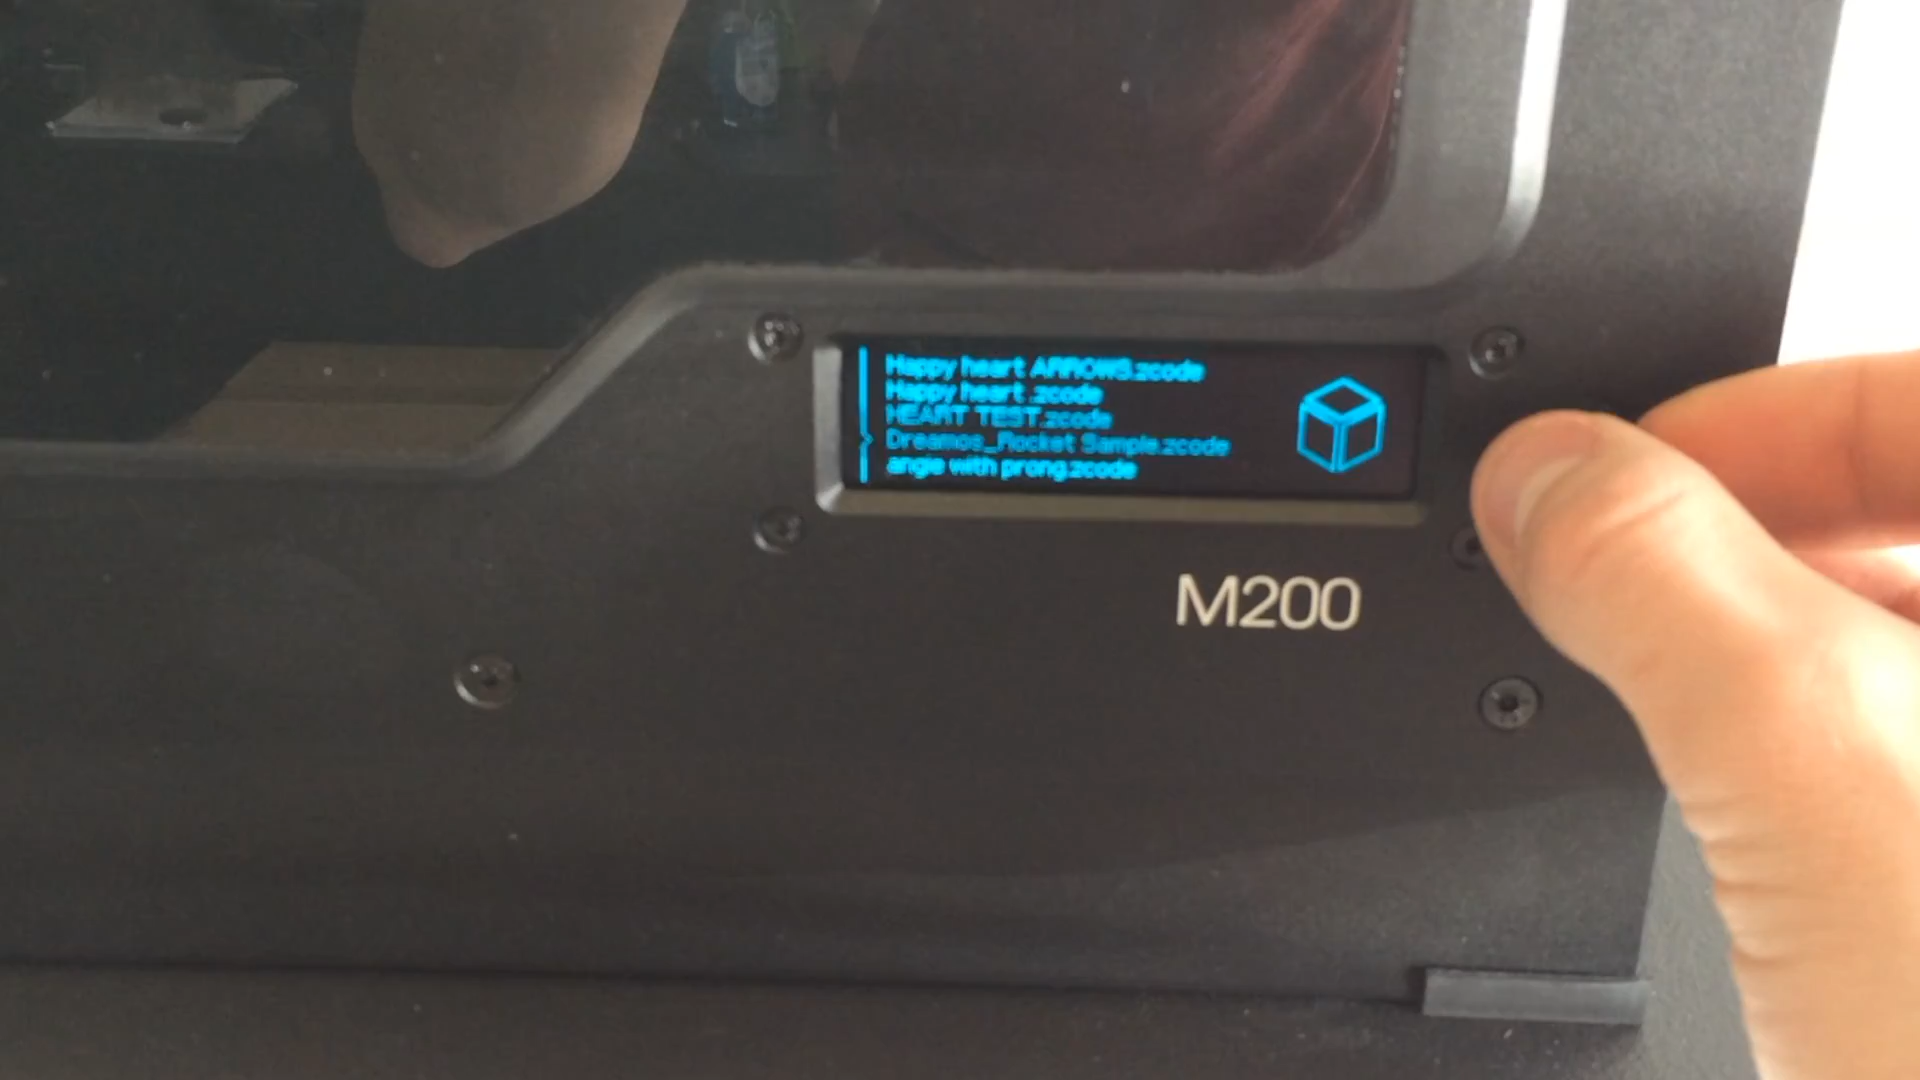 Happy heart ARROWS.zcode
Happy heart .zcode
HEART TEST.zcode
Dreamos_Rocket Sample.zcode
angle with prong.zcode
M200